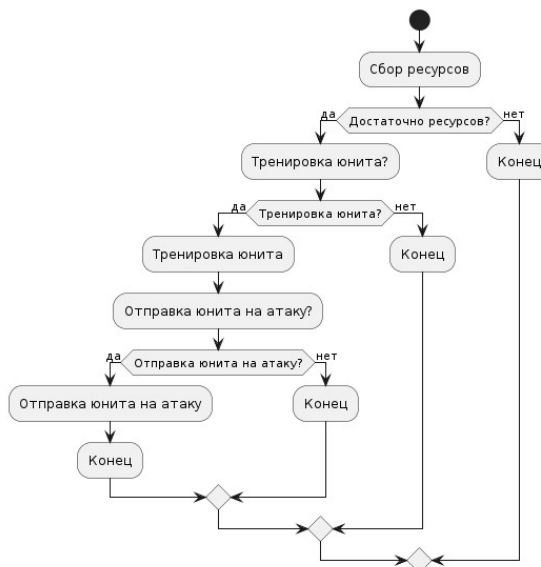 Сбор ресурсов
да
Достаточно ресурсов?
нет
Тренировка юнита?
Конец
да
Тренировка юнита?
нет
Тренировка юнита
Конец
Отправка юнита на атаку?
да
Отправка юнита на атаку?
нет
Отправка юнита на атаку
Конец
Конец